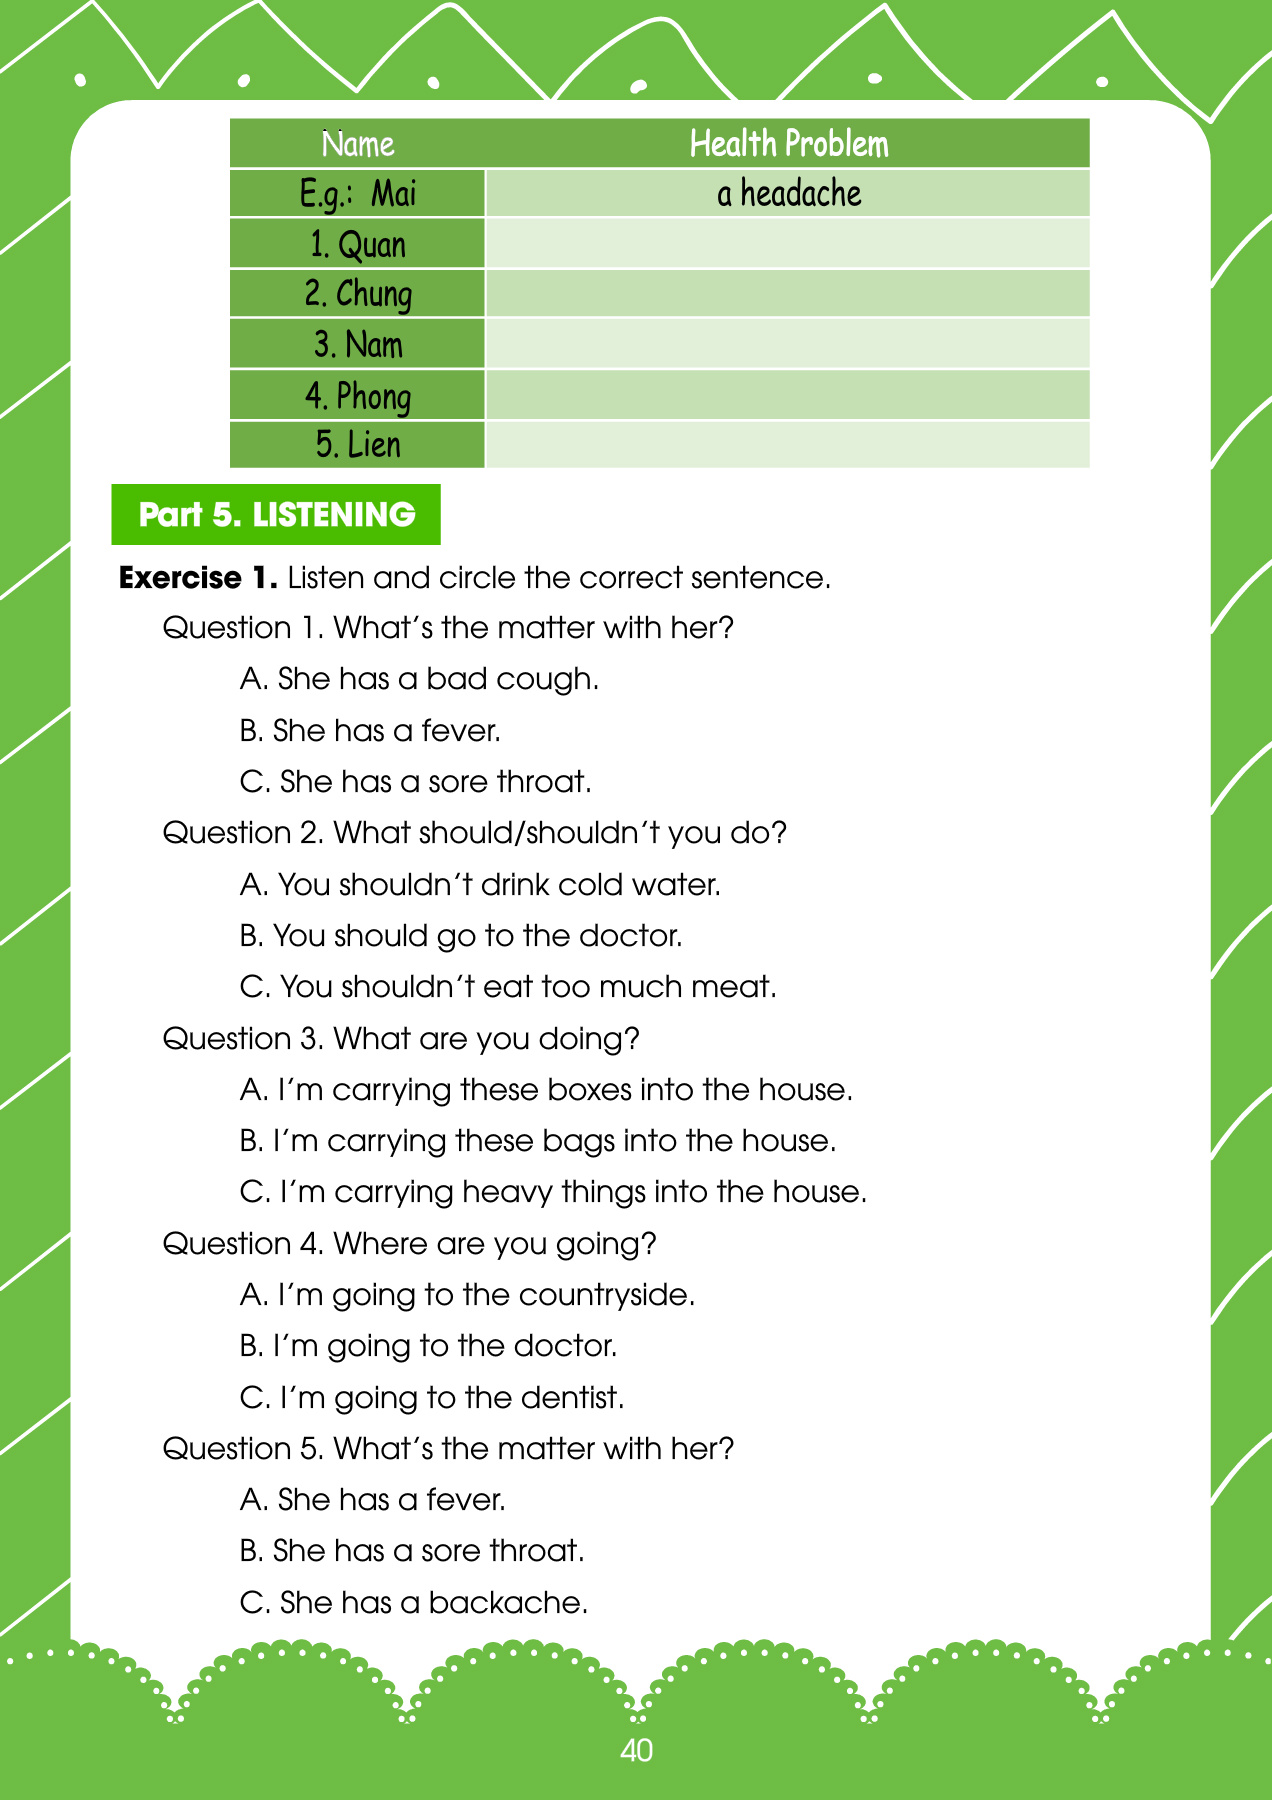 Name Health Problem
E.g.: Mai a headache
1. Quan
2. Chung
3. Nam
4. Phong
5. Lien
Part 5. LISTENING
Exercise 1. Listen and circle the correct sentence.
Question 1. What's the matter with her?
A. She has a bad cough.
B. She has a fever.
C. She has a sore throat.
Question 2. What should/shouldn't you do?
A. You shouldn't drink cold water.
B. You should go to the doctor.
C. You shouldn't eat too much meat.
Question 3. What are you doing?
A. I'm carrying these boxes into the house.
B. I'm carrying these bags into the house.
C. I'm carrying heavy things into the house.
Question 4. Where are you going?
A. I'm going to the countryside.
B. I'm going to the doctor.
C. I'm going to the dentist.
Question 5. What's the matter with her?
A. She has a fever.
B. She has a sore throat.
C. She has a backache.
40